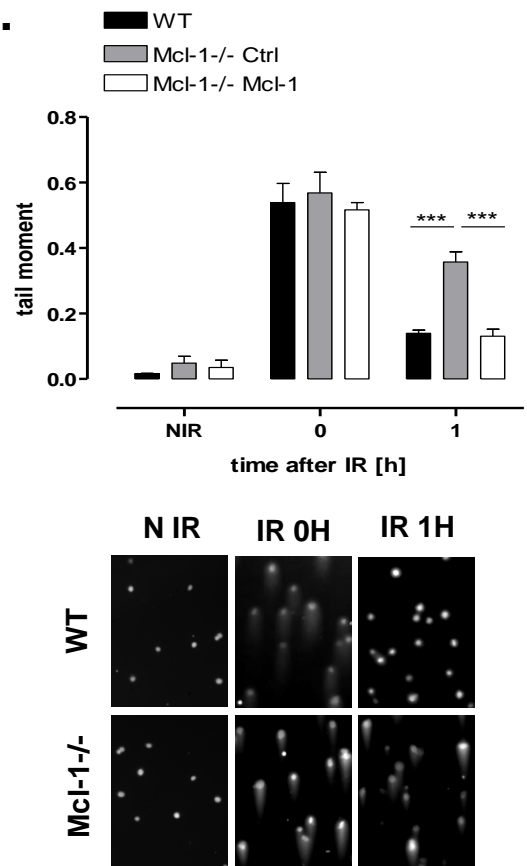 .
WT
Mcl-1-/- Ctrl
Mcl-1-/- Mcl-1
0.8
0.6
0.4
0.2
0.0
tail moment
*** ***
NIR 0 1
time after IR [h]
N IR IR 0H IR 1H
WT
Mcl-1-/-